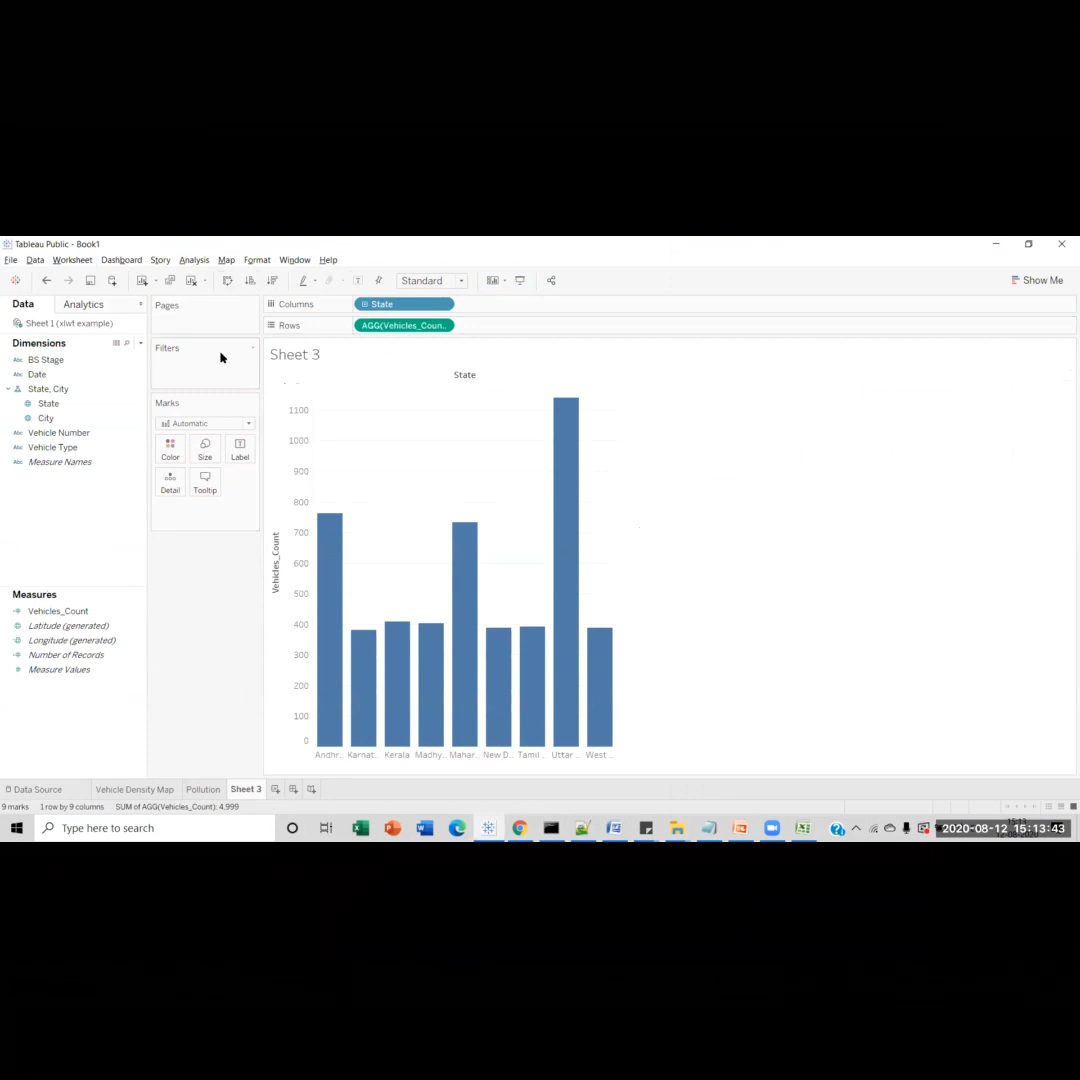 Tableau Public - Book1
File Data Worksheet Dashboard Story Analysis Map Format Window Help
Standard
Show Me
Data Analytics
Pages
Columns State
Sheet 1 (xlwt example)
Rows AGG(Vehicles_Coun..
Dimensions
Filters
Sheet 3
Abc BS Stage
Abc Date
State, City
State
City
Abc Vehicle Number
Abc Vehicle Type
Abc Measure Names
Marks
Automatic
Color Size Label
Detail Tooltip
State
1100
1000
900
800
700
600
500
400
300
200
100
0
Vehicles_Count
Andhr.. Karnat.. Kerala Madhy.. Mahar.. New D.. Tamil .. Uttar .. West ..
Measures
Vehicles_Count
Latitude (generated)
Longitude (generated)
Number of Records
Measure Values
Data Source Vehicle Density Map Pollution Sheet 3
9 marks 1 row by 9 columns SUM of AGG(Vehicles_Count): 4,999
Type here to search
2020-08-12 15:13:43